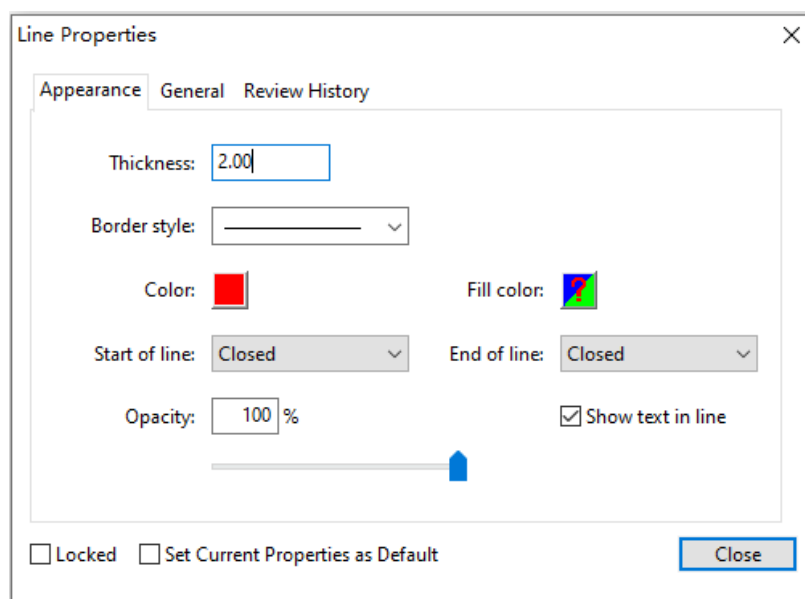 Line Properties
Appearance General Review History
Thickness: 2.00
Border style:
Color: Fill color: ?
Start of line: Closed End of line: Closed
Opacity: 100 % Show text in line
Locked Set Current Properties as Default Close